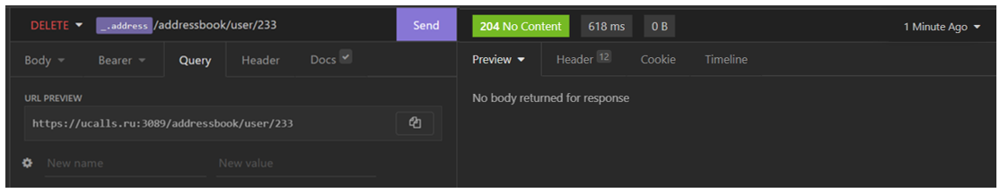 DELETE _.address /addressbook/user/233 Send 204 No Content 618 ms 0 B 1 Minute Ago
Body Bearer Query Header Docs Preview Header 12 Cookie Timeline
URL PREVIEW
No body returned for response
https://ucalls.ru:3089/addressbook/user/233
New name New value